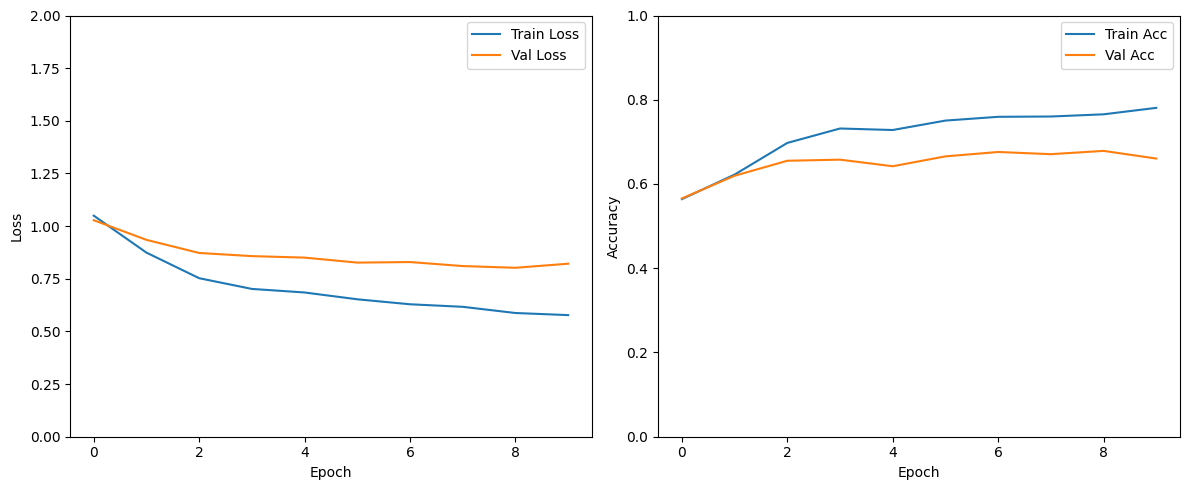 2.00
1.75
1.50
1.25
1.00
0.75
0.50
0.25
0.00
Loss
0 2 4 6 8
Epoch
Train Loss
Val Loss
1.0
0.8
0.6
0.4
0.2
0.0
Accuracy
0 2 4 6 8
Epoch
Train Acc
Val Acc